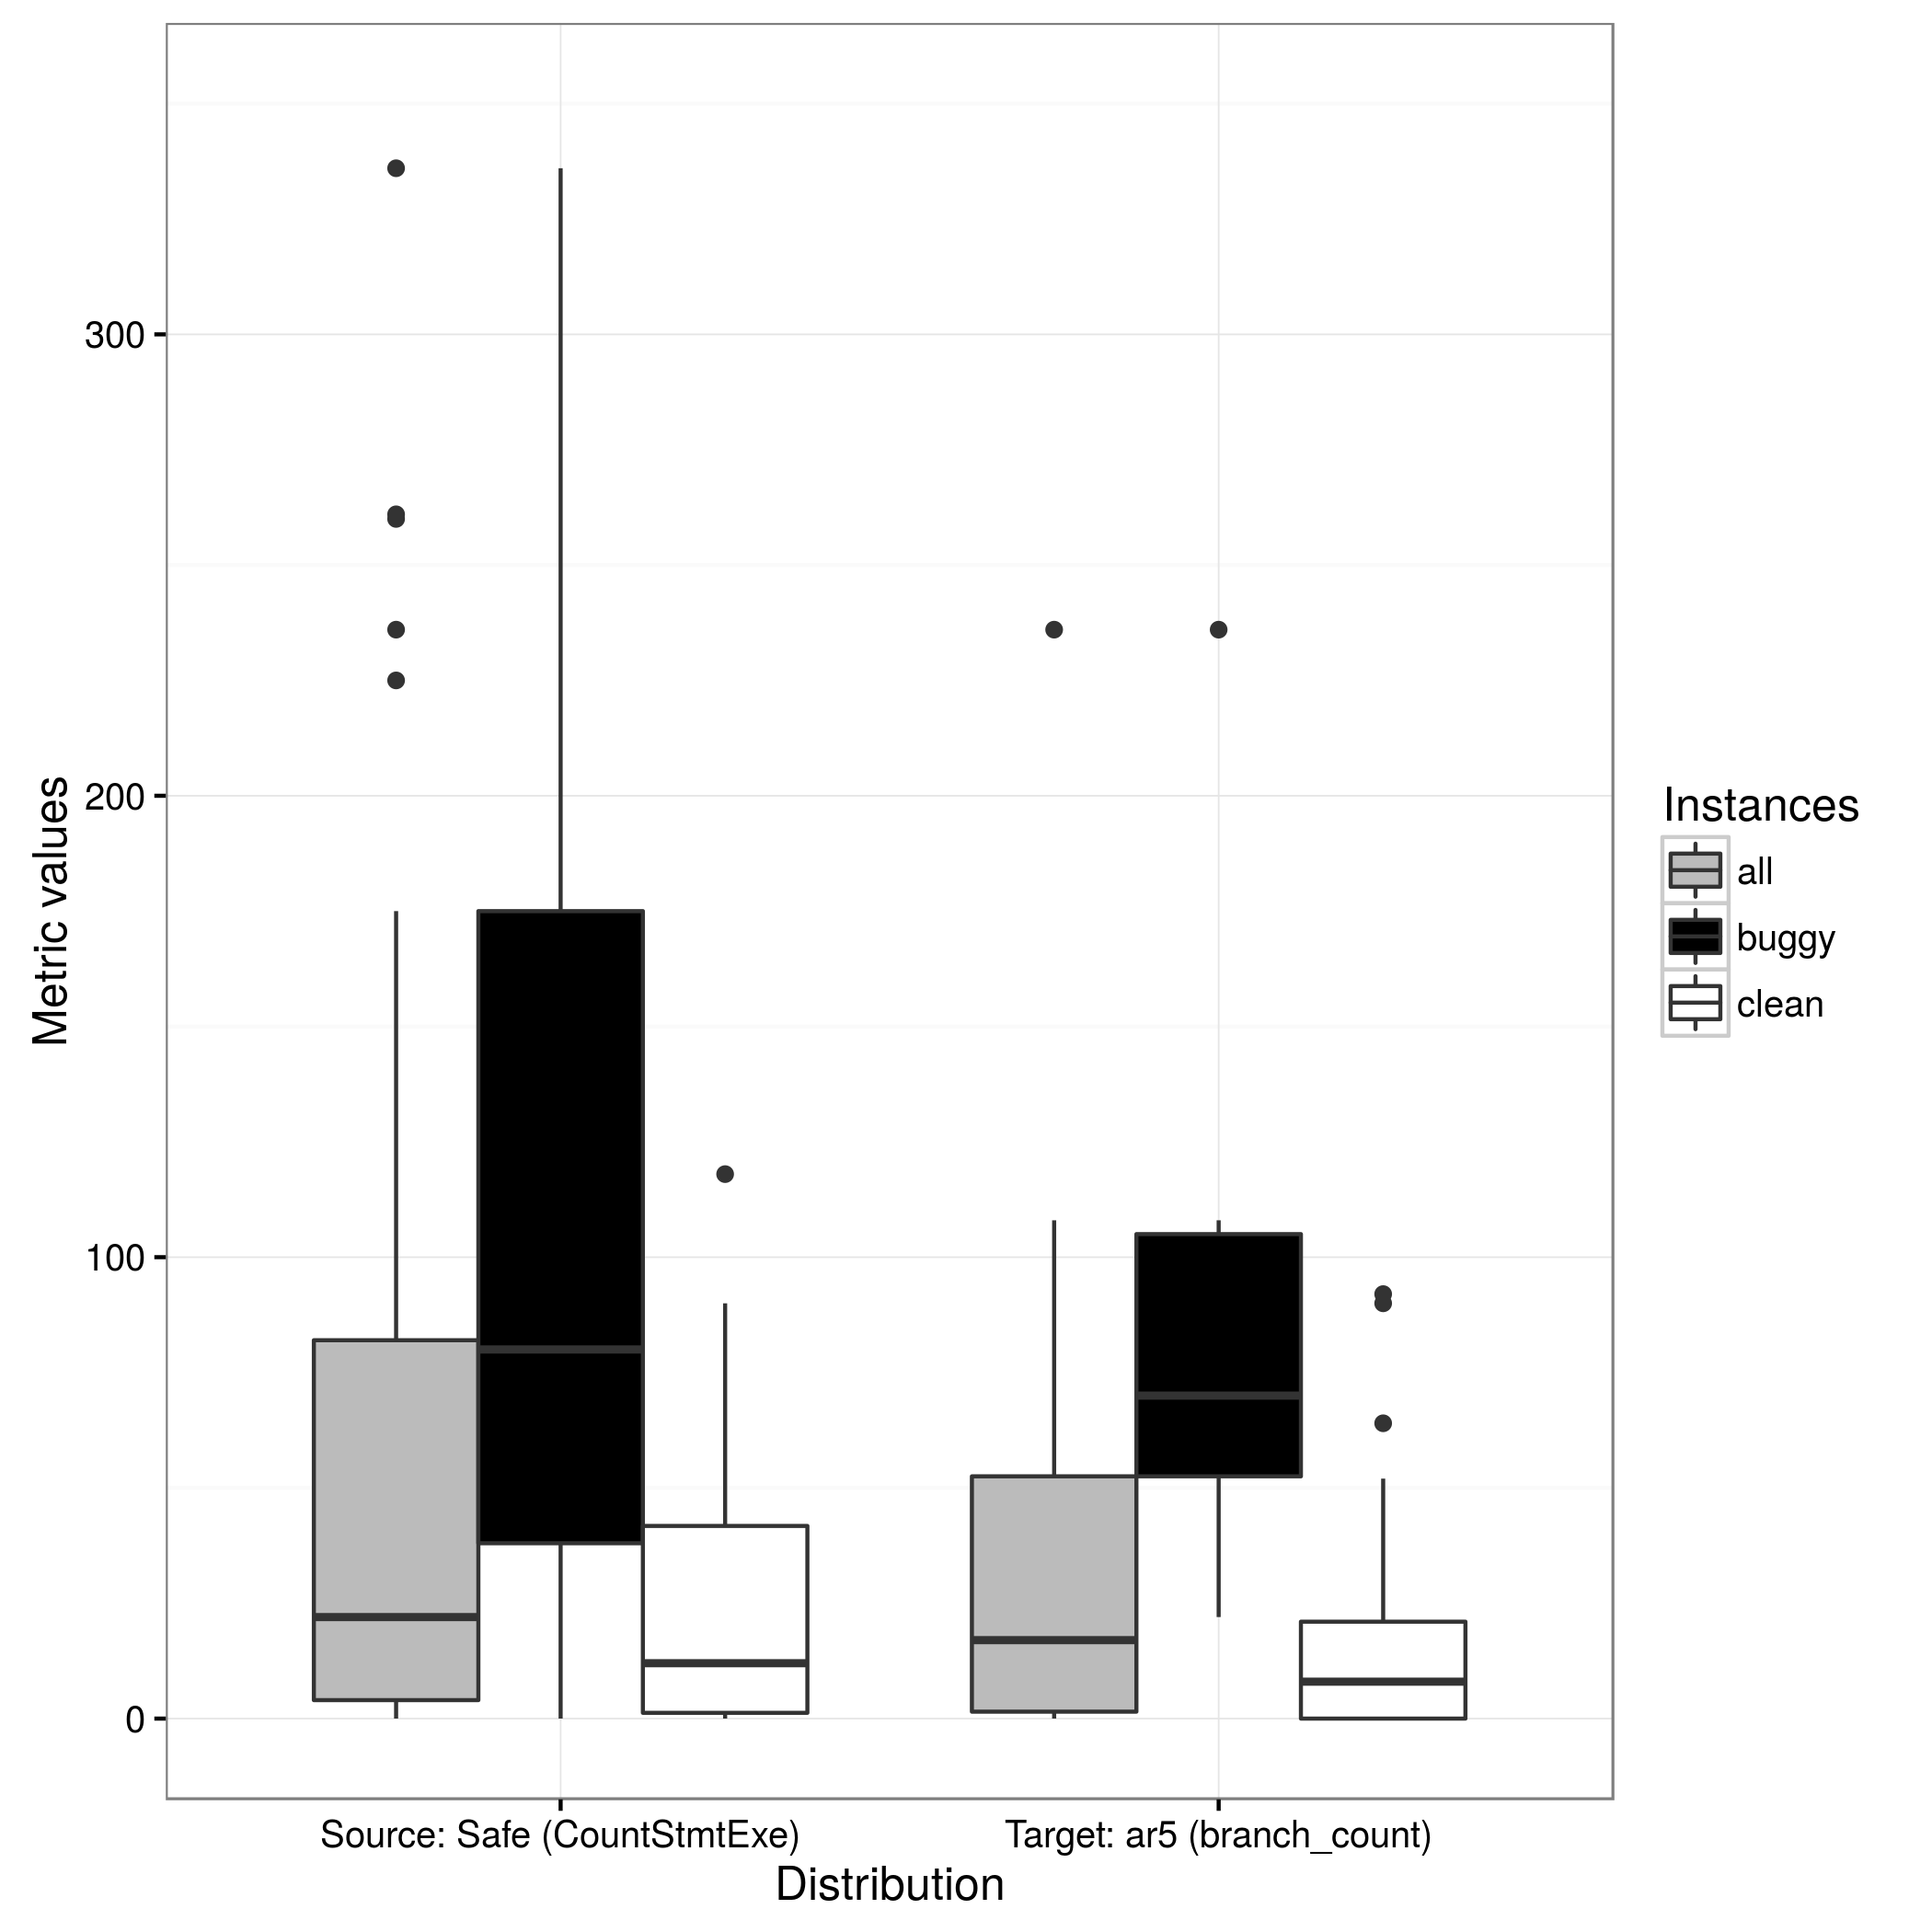 Metric values
300
200
100
0
Source: Safe (CountStmtExe)
Target: ar5 (branch_count)
Distribution
Instances
all
buggy
clean